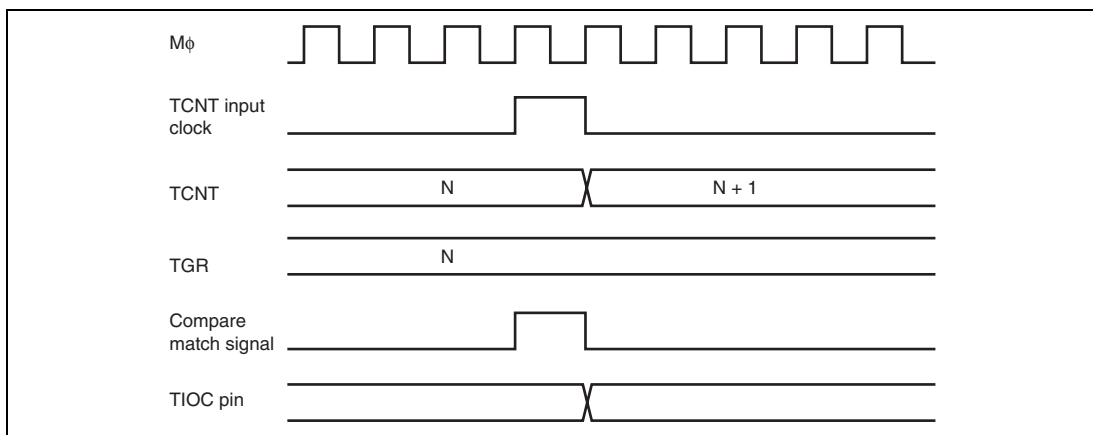 Mϕ
TCNT input
clock
TCNT
N
N + 1
TGR
N
Compare
match signal
TIOC pin